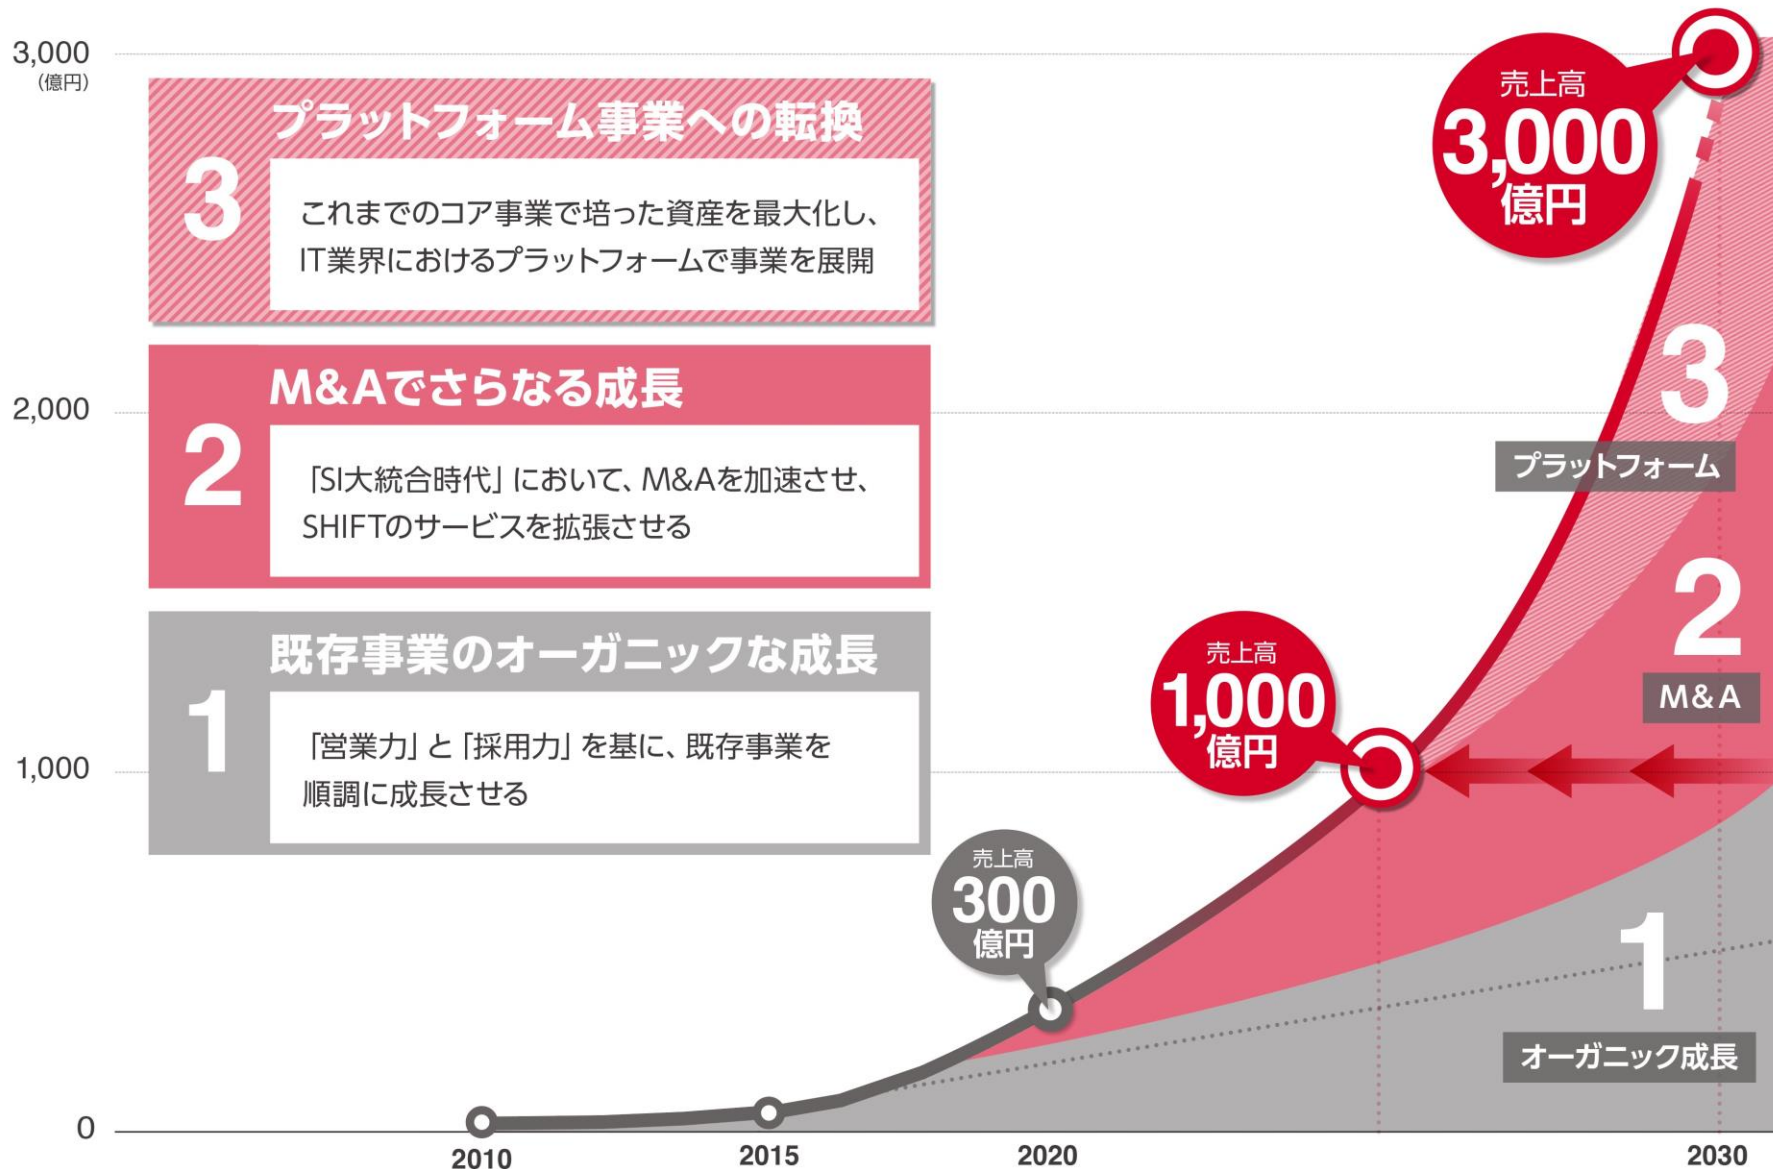 3,000
(億円)
2,000
1,000
0
3
プラットフォーム事業への転換
これまでのコア事業で培った資産を最大化し、
IT業界におけるプラットフォームで事業を展開
2
M&Aでさらなる成長
「SI大統合時代」において、M&Aを加速させ、
SHIFTのサービスを拡張させる
1
既存事業のオーガニックな成長
「営業力」と「採用力」を基に、既存事業を
順調に成長させる
売上高
300
億円
売上高
1,000
億円
売上高
3,000
億円
3
プラットフォーム
2
M&A
1
オーガニック成長
2010
2015
2020
2030